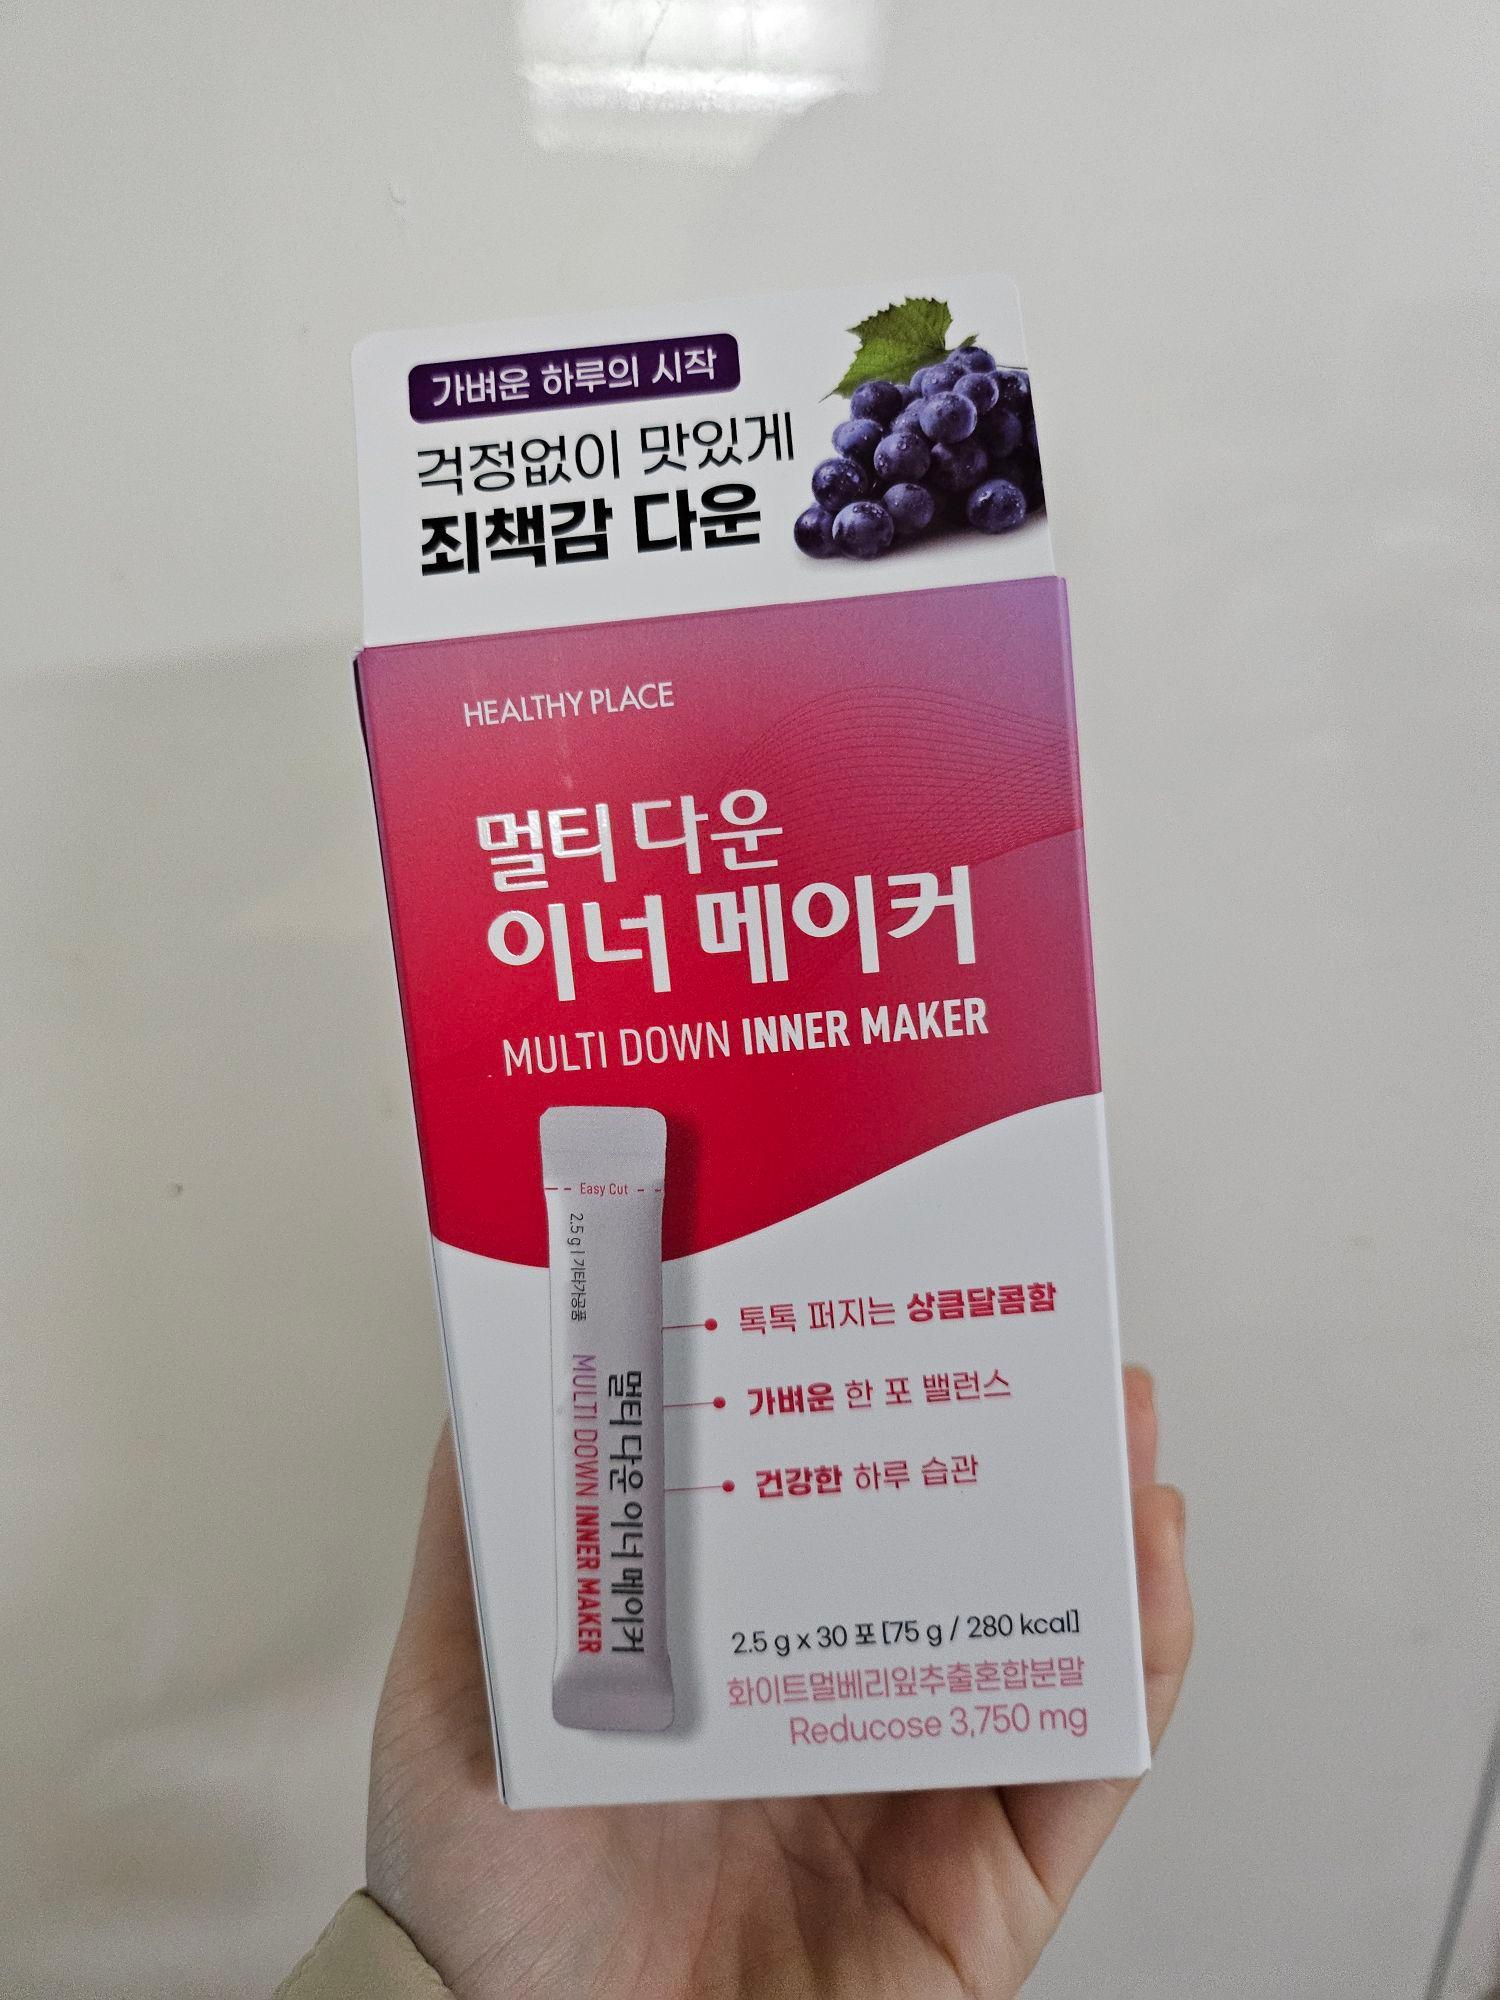 가벼운 하루의 시작
걱정없이 맛있게
죄책감 다운
HEALTHY PLACE
멀티 다운
이너 메이커
MULTI DOWN INNER MAKER
Easy Cut
2.5 g | 기타가공품
멀티 다운 이너 메이커
MULTI DOWN INNER MAKER
톡톡 퍼지는 상큼달콤함
가벼운 한 포 밸런스
건강한 하루 습관
2.5 g x 30 포 [75 g / 280 kcal]
화이트멀베리잎추출혼합분말
Reducose 3,750 mg